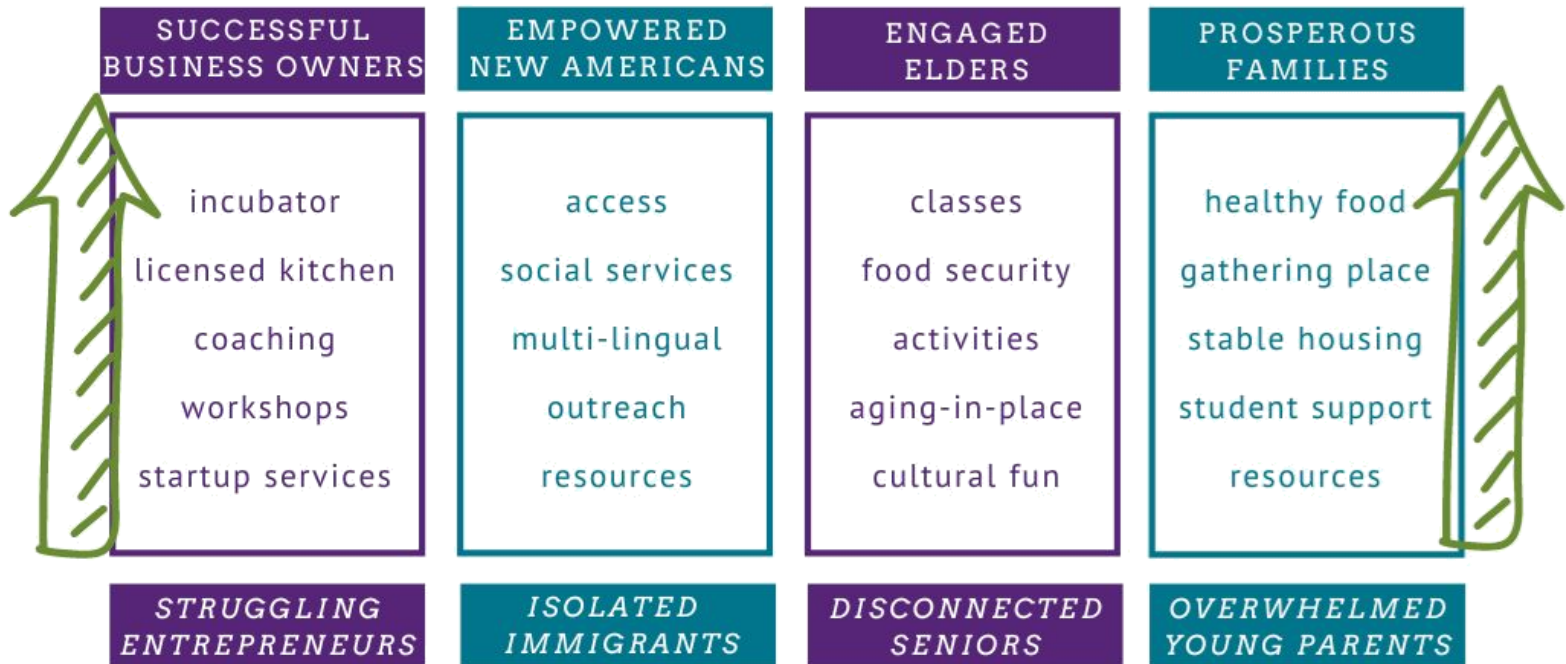 SUCCESSFUL
BUSINESS OWNERS
incubator
licensed kitchen
coaching
workshops
startup services
STRUGGLING
ENTREPRENEURS
EMPOWERED
NEW AMERICANS
access
social services
multi-lingual
outreach
resources
ISOLATED
IMMIGRANTS
ENGAGED
ELDERS
classes
food security
activities
aging-in-place
cultural fun
DISCONNECTED
SENIORS
PROSPEROUS
FAMILIES
healthy food
gathering place
stable housing
student support
resources
OVERWHELMED
YOUNG PARENTS